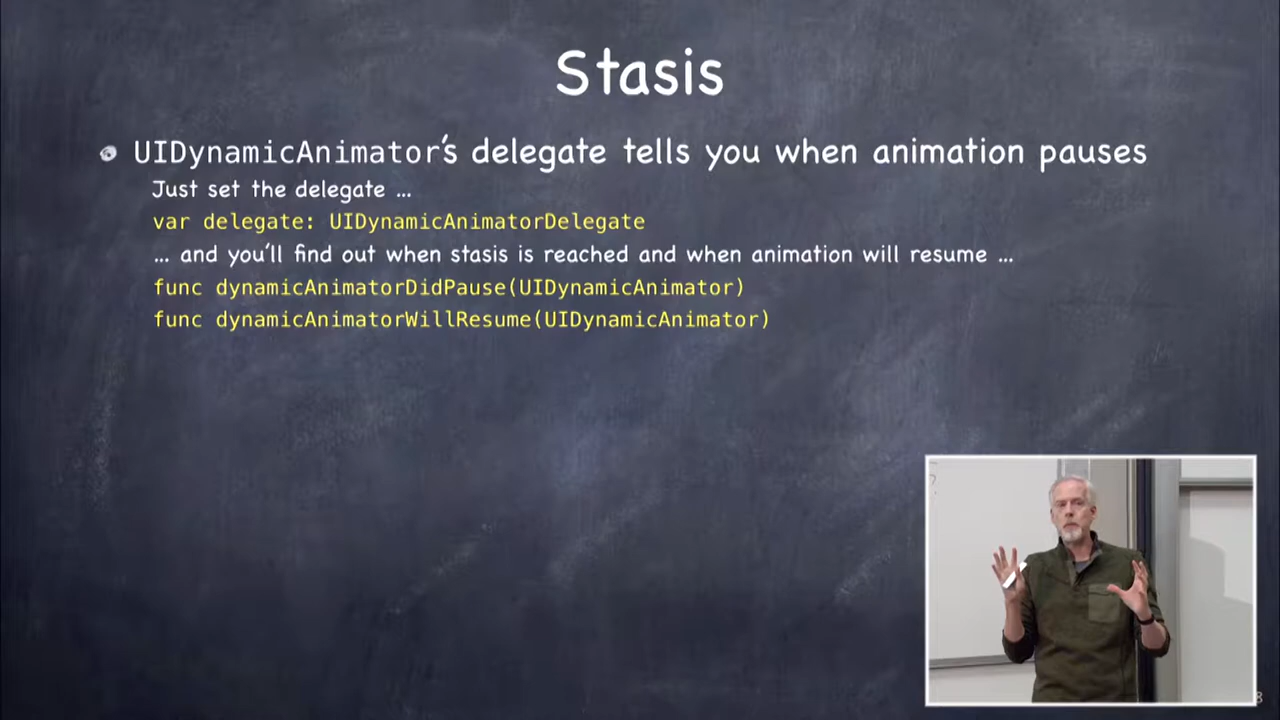 Stasis
UIDynamicAnimator's delegate tells you when animation pauses
Just set the delegate ...
var delegate: UIDynamicAnimatorDelegate
... and you'll find out when stasis is reached and when animation will resume ...
func dynamicAnimatorDidPause(UIDynamicAnimator)
func dynamicAnimatorWillResume(UIDynamicAnimator)